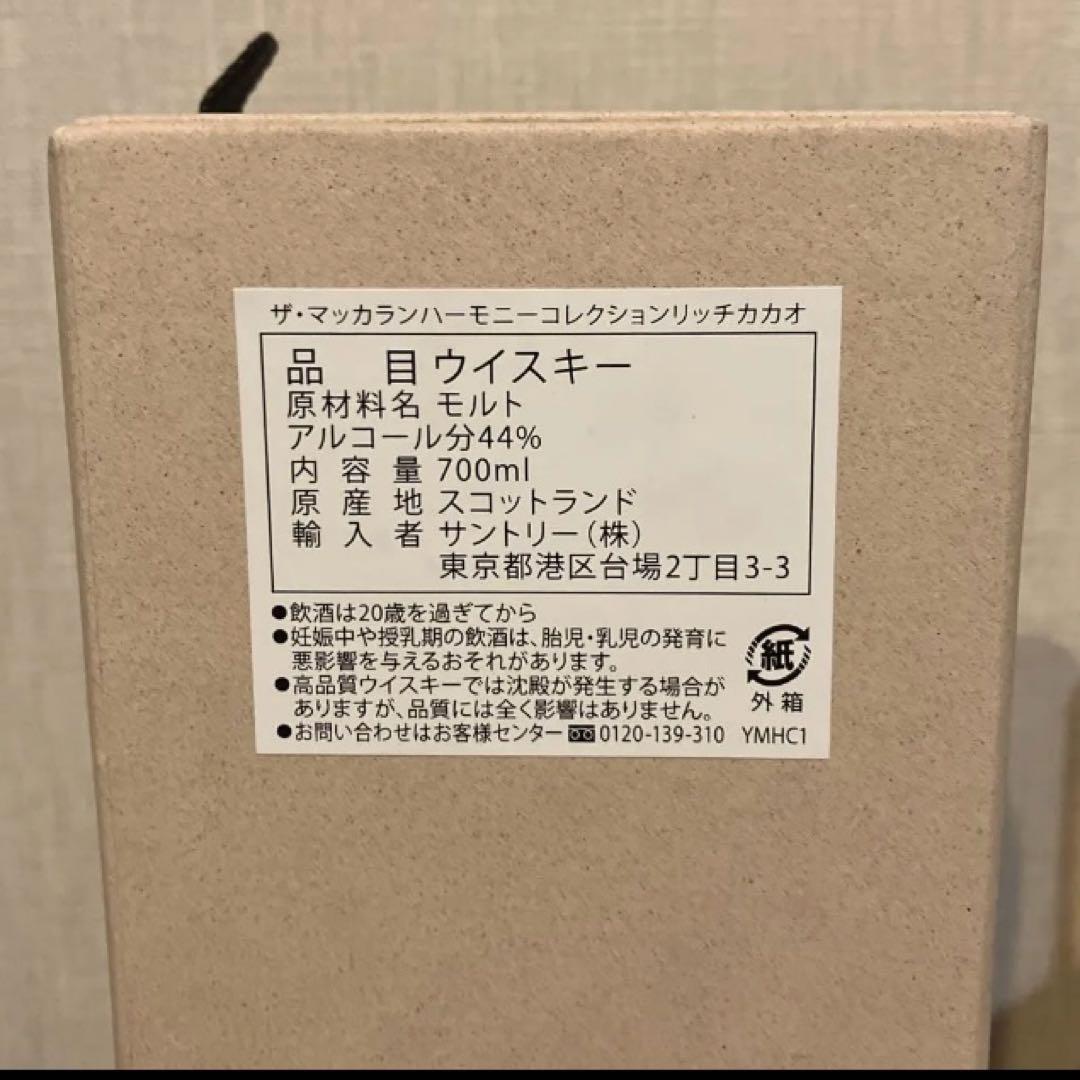 ザ・マッカランハーモニーコレクションリッチカカオ
品目 ウイスキー
原材料名 モルト
アルコール分44%
内容量 700ml
原産地 スコットランド
輸入者 サントリー(株)
東京都港区台場2丁目3-3
●飲酒は20歳を過ぎてから
●妊娠中や授乳期の飲酒は、胎児・乳児の発育に
悪影響を与えるおそれがあります。
●高品質ウイスキーでは沈殿が発生する場合が
ありますが、品質には全く影響はありません。
紙
外箱
●お問い合わせはお客様センター 0120-139-310 YMHC1